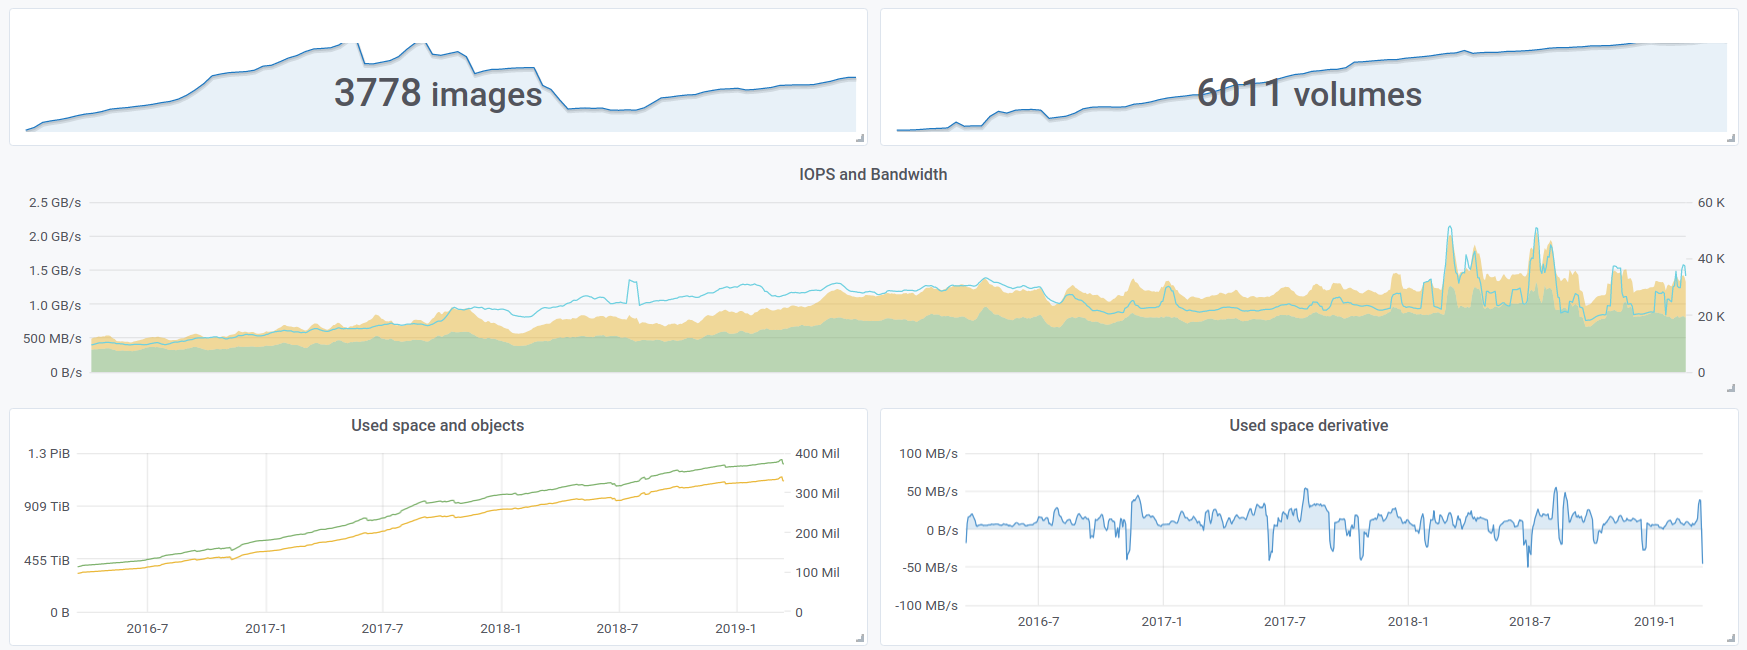 3778 images
6011 volumes
IOPS and Bandwidth
2.5 GB/s
2.0 GB/s
1.5 GB/s
1.0 GB/s
500 MB/s
0 B/s
60 K
40 K
20 K
0
Used space and objects
1.3 PiB
909 TiB
455 TiB
0 B
400 Mil
300 Mil
200 Mil
100 Mil
0
2016-7 2017-1 2017-7 2018-1 2018-7 2019-1
Used space derivative
100 MB/s
50 MB/s
0 B/s
-50 MB/s
-100 MB/s
2016-7 2017-1 2017-7 2018-1 2018-7 2019-1